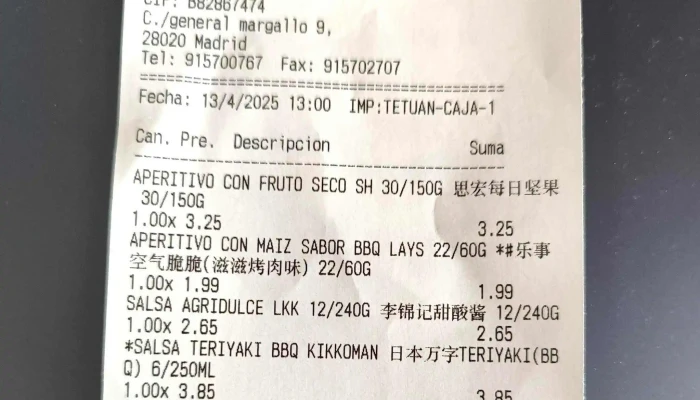 CIF: B82867474
C./general margallo 9,
28020 Madrid
Tel: 915700767 Fax: 915702707
Fecha: 13/4/2025 13:00 IMP:TETUAN-CAJA-1
Can. Pre. Descripcion Suma
APERITIVO CON FRUTO SECO SH 30/150G 思宏每日坚果
30/150G
1.00x 3.25 3.25
APERITIVO CON MAIZ SABOR BBQ LAYS 22/60G *#乐事
空气脆脆(滋滋烤肉味) 22/60G
1.00x 1.99 1.99
SALSA AGRIDULCE LKK 12/240G 李锦记甜酸酱 12/240G
1.00x 2.65 2.65
*SALSA TERIYAKI BBQ KIKKOMAN 日本万字TERIYAKI(BB
Q) 6/250ML
1.00x 3.85 3.85